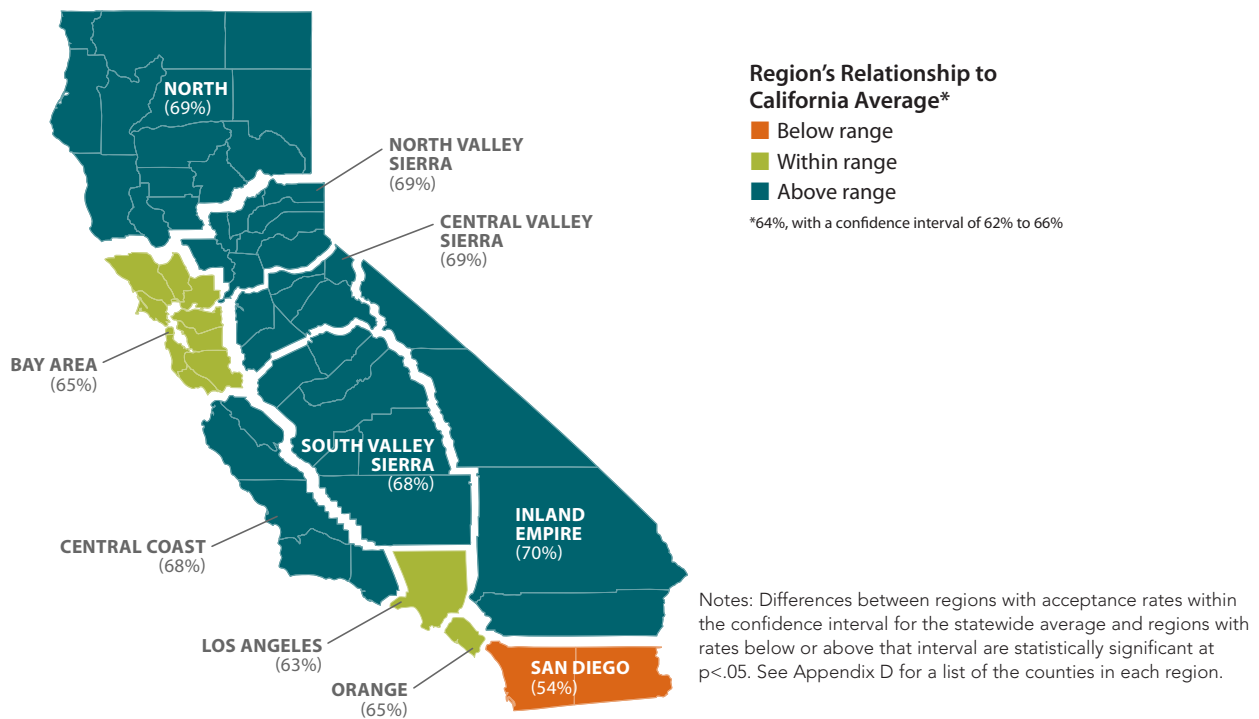 NORTH
(69%)
NORTH VALLEY
SIERRA
(69%)
CENTRAL VALLEY
SIERRA
(69%)
BAY AREA
(65%)
SOUTH VALLEY
SIERRA
(68%)
CENTRAL COAST
(68%)
INLAND
EMPIRE
(70%)
LOS ANGELES
(63%)
ORANGE
(65%)
SAN DIEGO
(54%)
Region's Relationship to
California Average*
Below range
Within range
Above range
*64%, with a confidence interval of 62% to 66%
Notes: Differences between regions with acceptance rates within
the confidence interval for the statewide average and regions with
rates below or above that interval are statistically significant at
p<.05. See Appendix D for a list of the counties in each region.